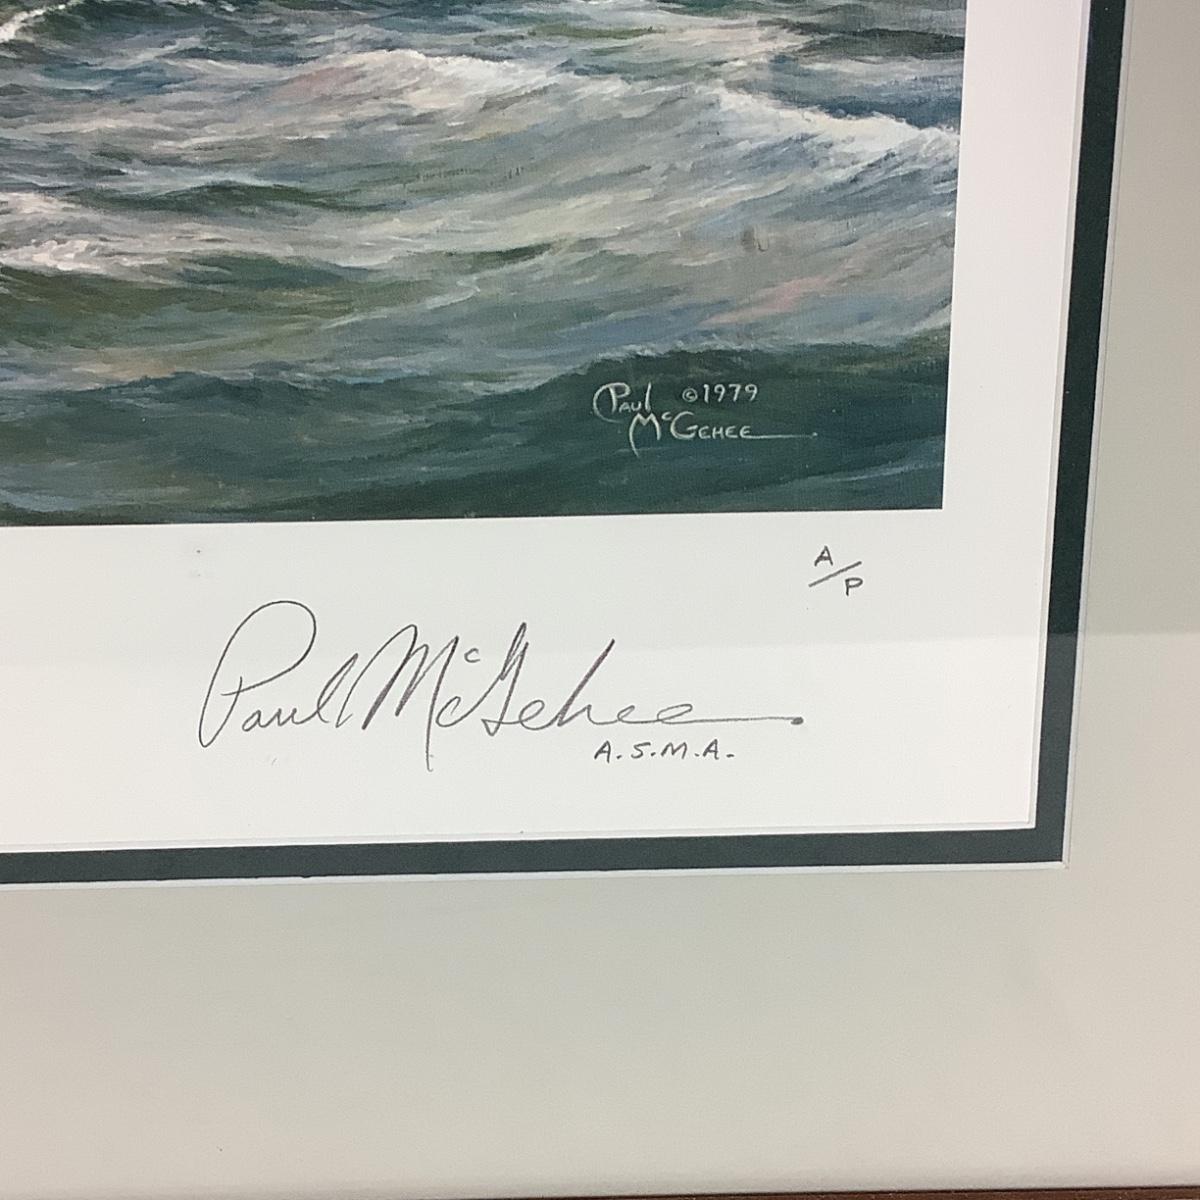 Paul ©1979
McGehee
A/P
Paul McGehee
A.S.M.A.